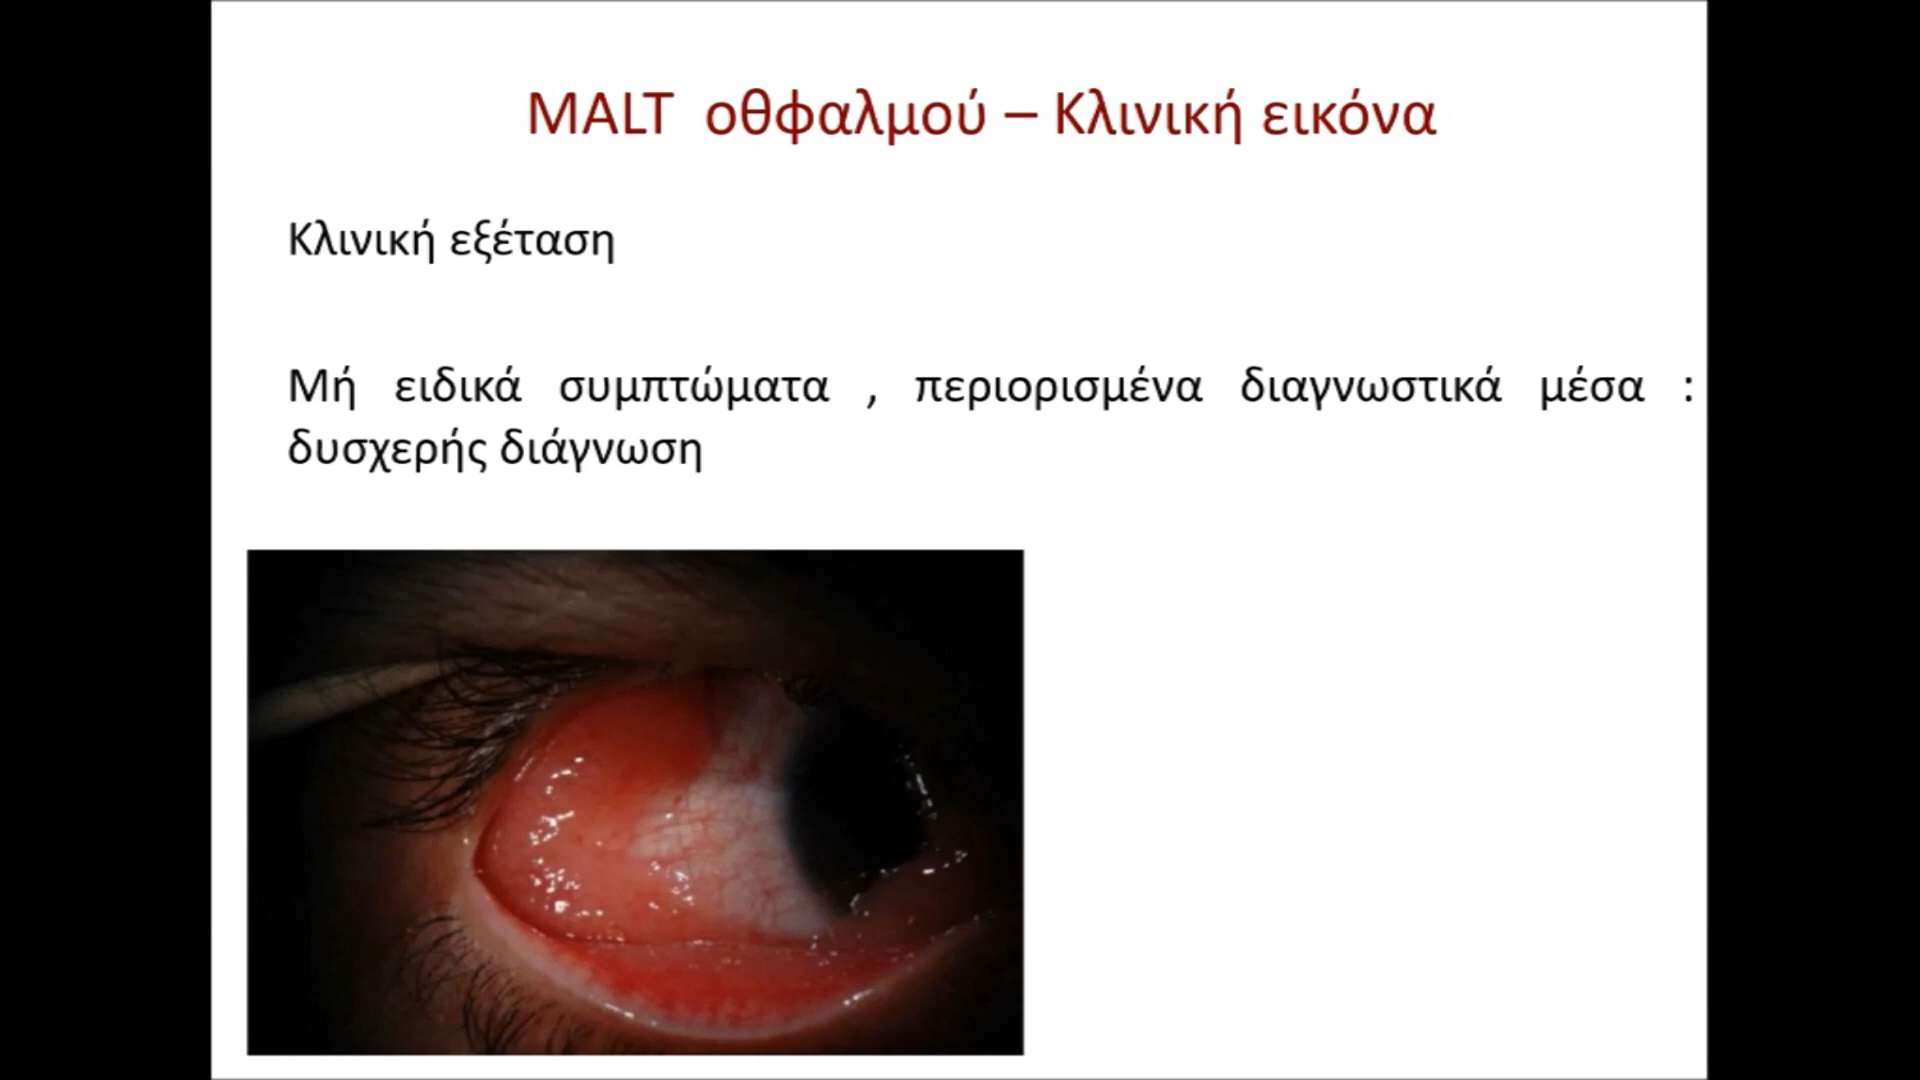 MALT οθφαλμού – Κλινική εικόνα
Κλινική εξέταση
Μή ειδικά συμπτώματα , περιορισμένα διαγνωστικά μέσα :
δυσχερής διάγνωση